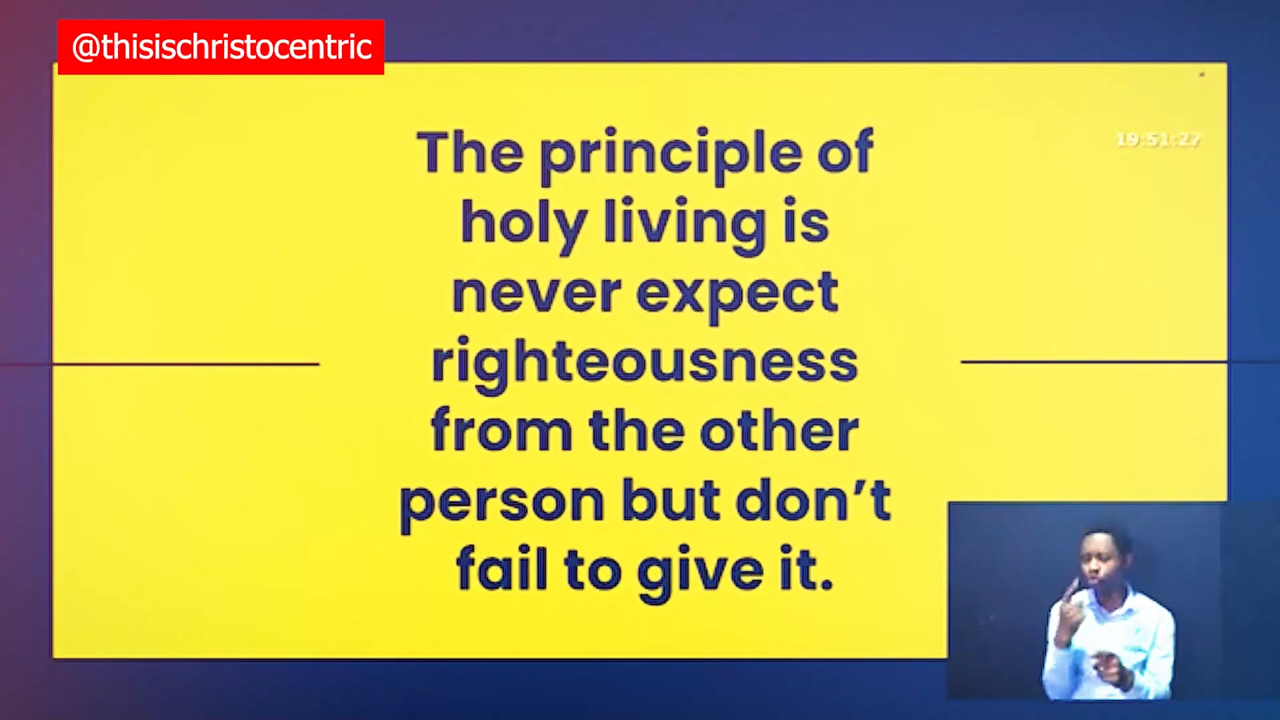 @thisischristocentric
19:51:27
The principle of
holy living is
never expect
righteousness
from the other
person but don’t
fail to give it.